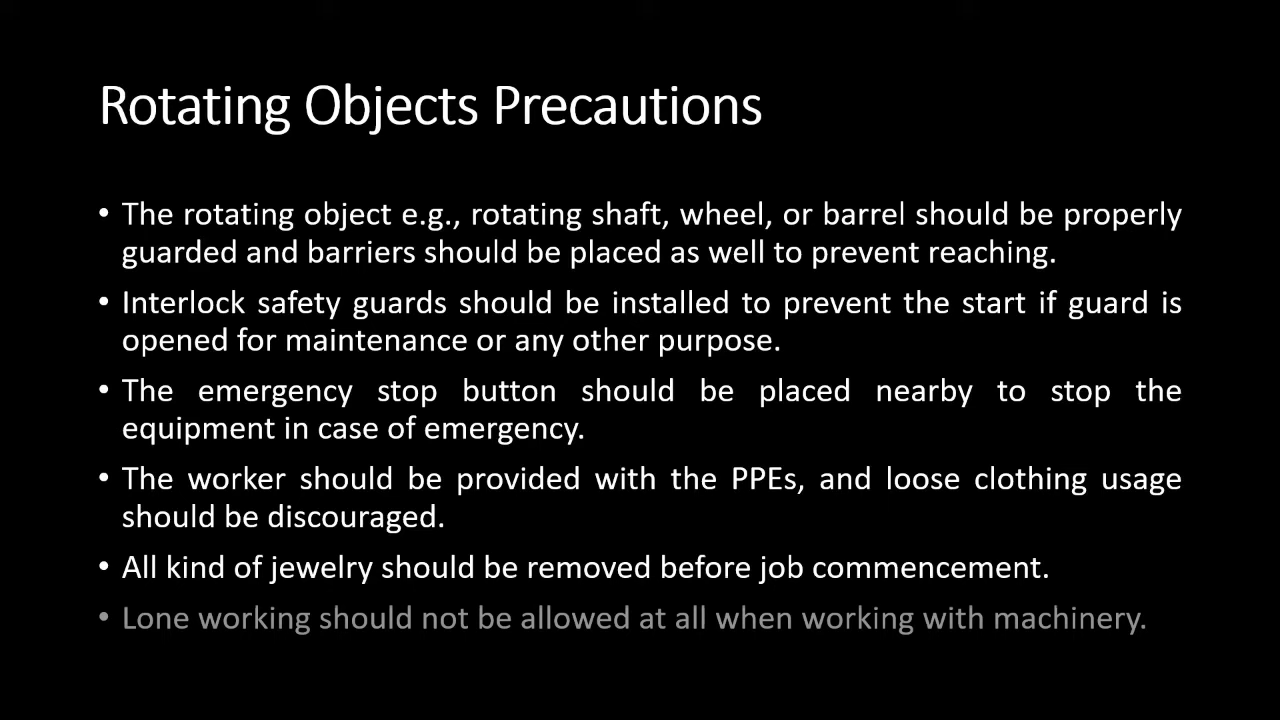 Rotating Objects Precautions
• The rotating object e.g., rotating shaft, wheel, or barrel should be properly
guarded and barriers should be placed as well to prevent reaching.
• Interlock safety guards should be installed to prevent the start if guard is
opened for maintenance or any other purpose.
• The emergency stop button should be placed nearby to stop the
equipment in case of emergency.
• The worker should be provided with the PPEs, and loose clothing usage
should be discouraged.
• All kind of jewelry should be removed before job commencement.
• Lone working should not be allowed at all when working with machinery.